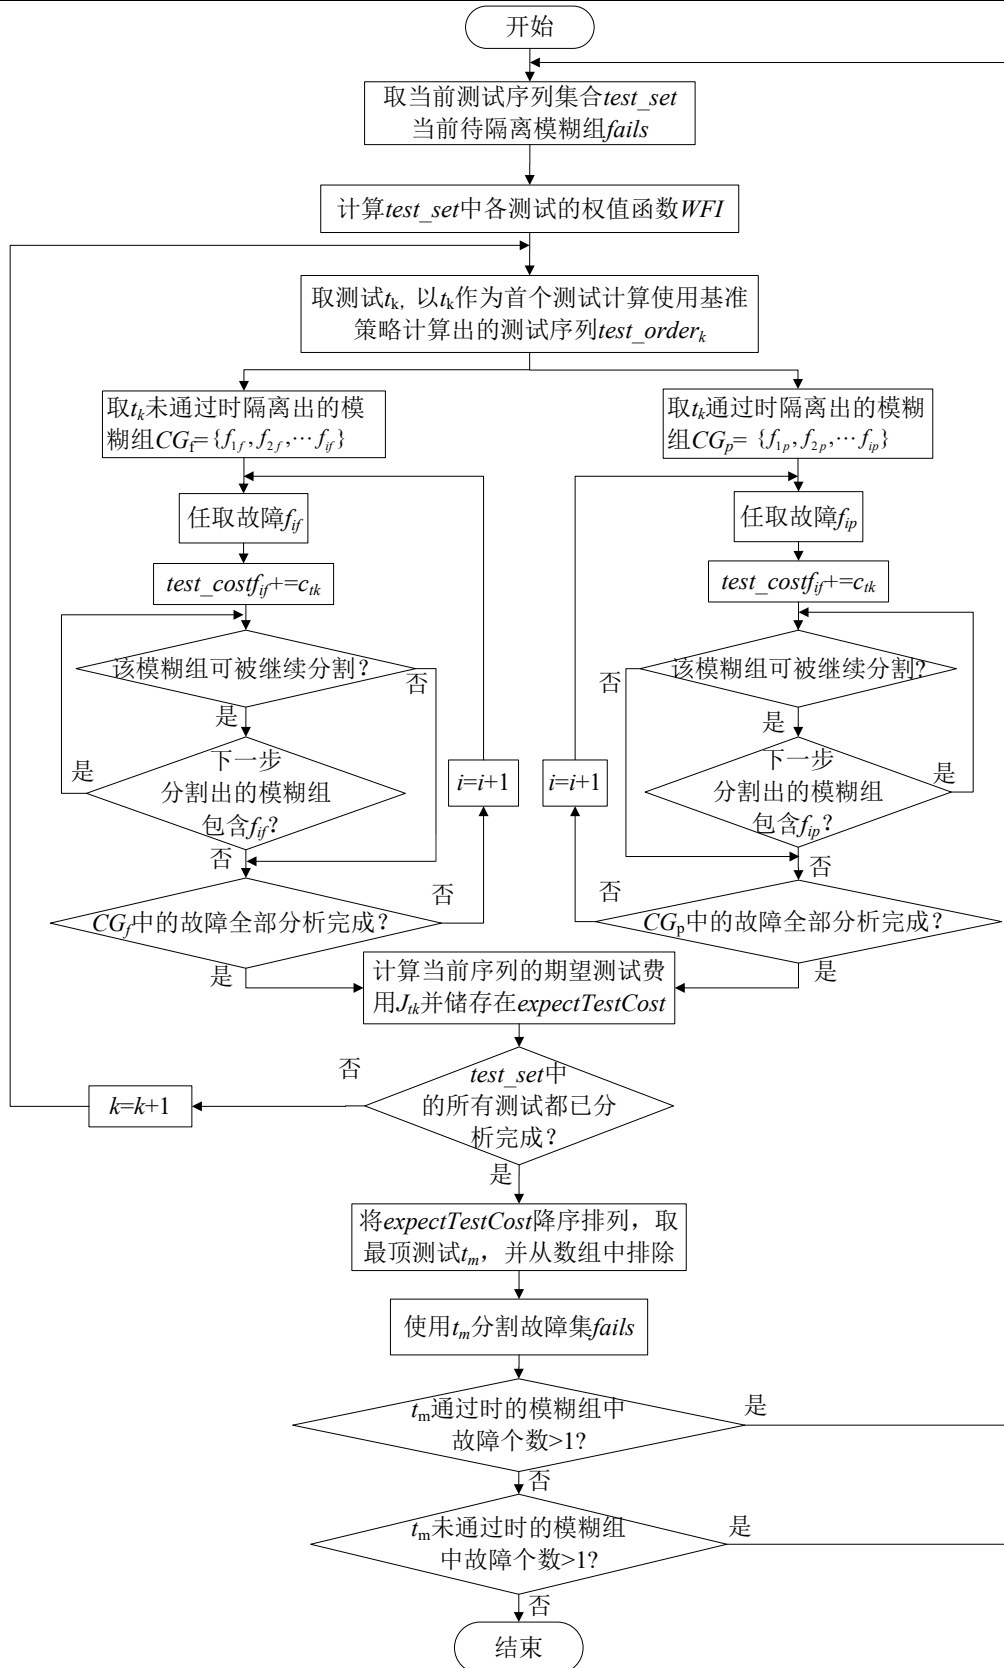 开始
取当前测试序列集合test_set
当前待隔离模糊组fails
计算test_set中各测试的权值函数WFI
取测试tk, 以tk作为首个测试计算使用基准
策略计算出的测试序列test_orderk
取tk未通过时隔离出的模
糊组CGf={f1f, f2f, ⋯ fif}
取tk通过时隔离出的模糊
组CGp= {f1p, f2p, ⋯ fip}
任取故障fif
任取故障fip
test_costfif+=ctk
test_costfif+=ctk
该模糊组可被继续分割?
否
是
该模糊组可被继续分割?
否
是
下一步
分割出的模糊组
包含fif?
是
否
i=i+1
i=i+1
下一步
分割出的模糊组
包含fip?
是
否
CGf中的故障全部分析完成?
否
是
CGp中的故障全部分析完成?
否
是
计算当前序列的期望测试费
用Jtk并储存在expectTestCost
test_set中
的所有测试都已分
析完成?
否
k=k+1
是
将expectTestCost降序排列，取
最顶测试tm，并从数组中排除
使用tm分割故障集fails
tm通过时的模糊组中
故障个数>1?
是
否
tm未通过时的模糊组
中故障个数>1?
是
否
结束